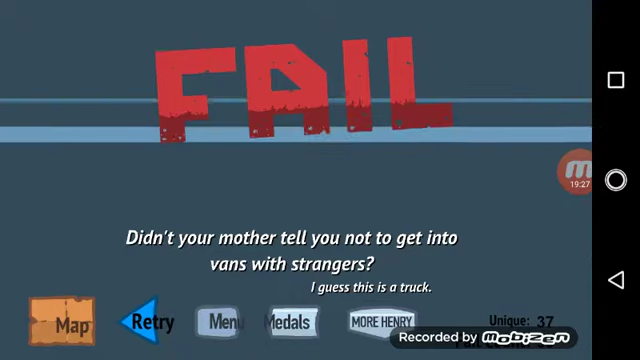 FAIL
19:27
Didn't your mother tell you not to get into
vans with strangers?
I guess this is a truck.
Map
Retry
Menu
Medals
MORE HENRY
Unique: 37
Recorded by mobizen